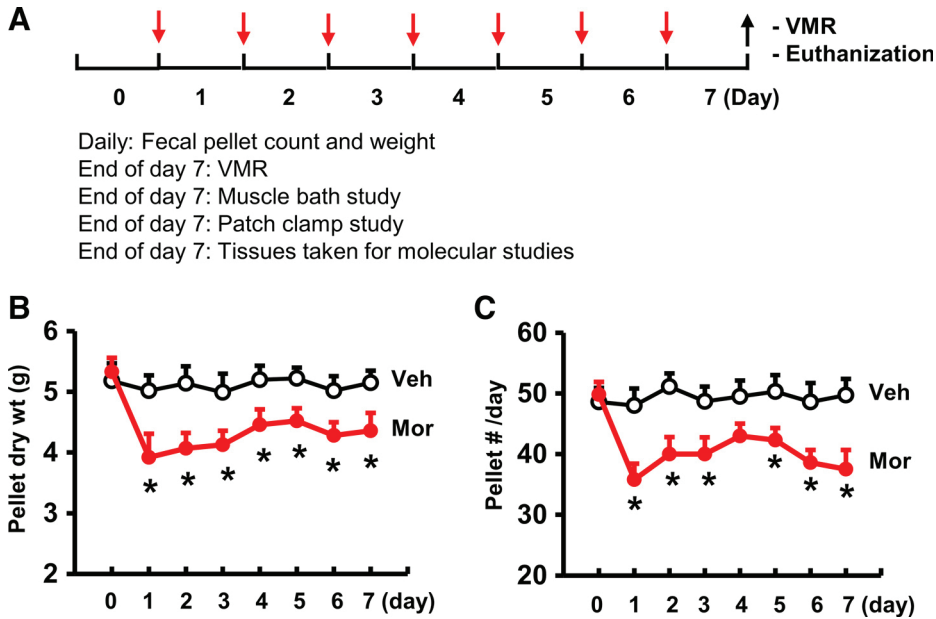 A
- VMR
- Euthanization
0 1 2 3 4 5 6 7 (Day)
Daily: Fecal pellet count and weight
End of day 7: VMR
End of day 7: Muscle bath study
End of day 7: Patch clamp study
End of day 7: Tissues taken for molecular studies
B
Pellet dry wt (g)
6
5
4
3
2
Veh
Mor
* * * * * * *
0 1 2 3 4 5 6 7 (day)
C
Pellet # /day
60
50
40
30
20
Veh
Mor
* * * * * *
0 1 2 3 4 5 6 7 (day)